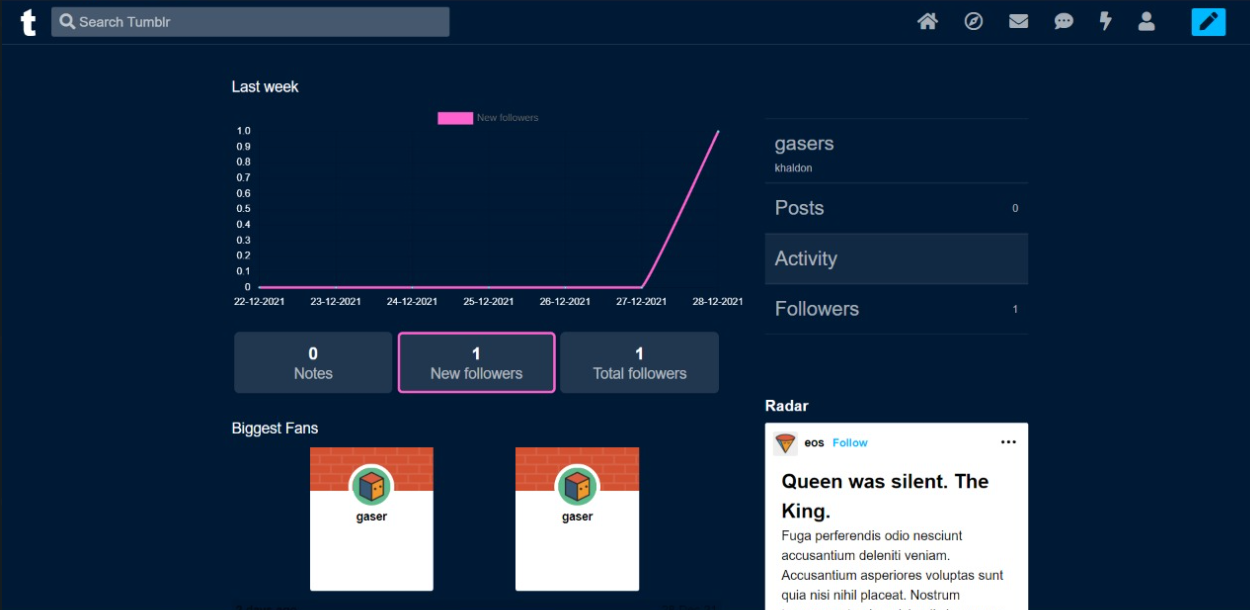 t
Search Tumblr
Last week
New followers
1.0
0.9
0.8
0.7
0.6
0.5
0.4
0.3
0.2
0.1
0
22-12-2021 23-12-2021 24-12-2021 25-12-2021 26-12-2021 27-12-2021 28-12-2021
0
Notes
1
New followers
1
Total followers
Biggest Fans
gaser
gaser
gasers
khaldon
Posts 0
Activity
Followers 1
Radar
eos Follow
Queen was silent. The
King.
Fuga perferendis odio nesciunt
accusantium deleniti veniam.
Accusantium asperiores voluptas sunt
quia nisi nihil placeat. Nostrum